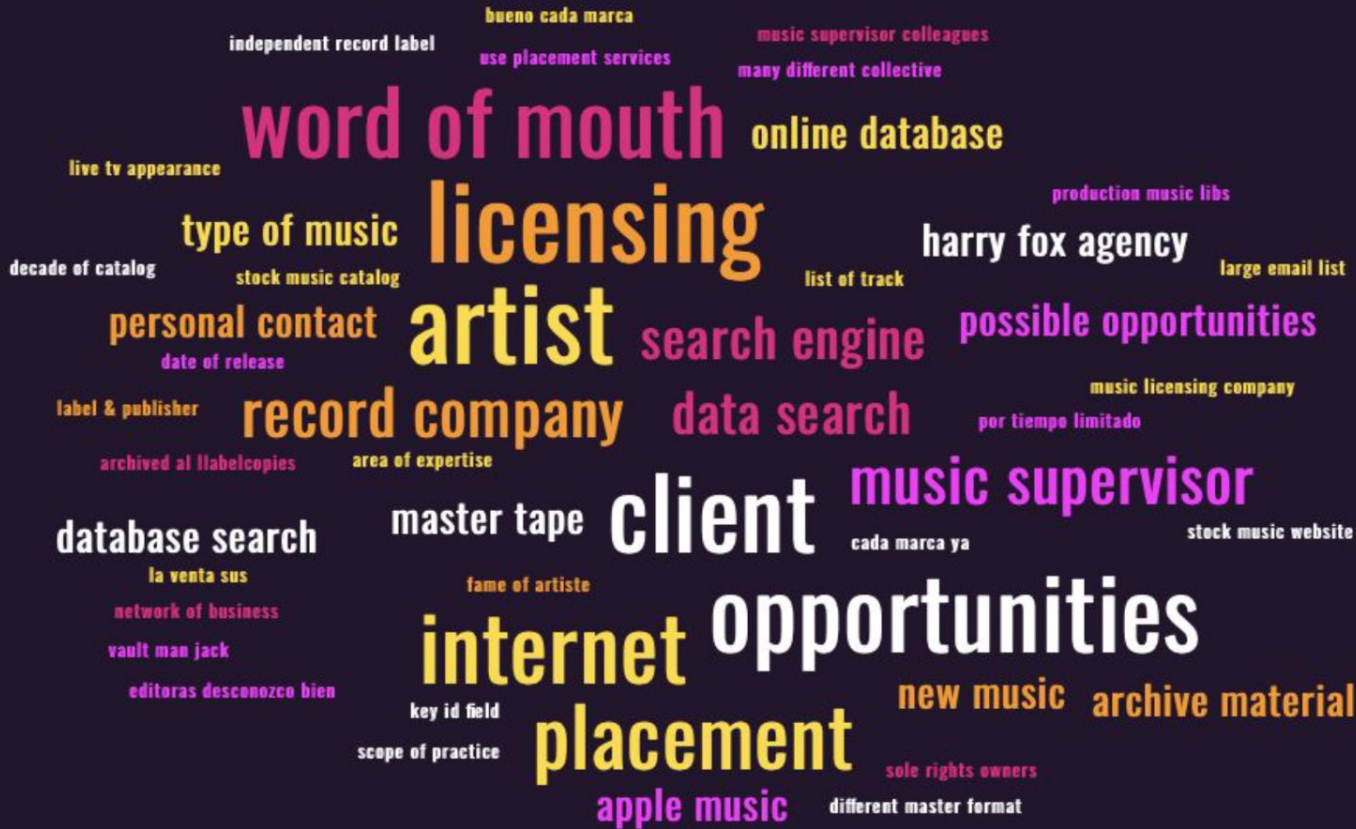 bueno cada marca
independent record label
music supervisor colleagues
use placement services
many different collective
word of mouth
online database
live tv appearance
production music libs
licensing
type of music
harry fox agency
decade of catalog
stock music catalog
list of track
large email list
personal contact
artist
search engine
possible opportunities
date of release
music licensing company
label & publisher
record company
data search
por tiempo limitado
archived al llabelcopies
area of expertise
music supervisor
client
master tape
database search
cada marca ya
stock music website
la venta sus
fame of artiste
network of business
opportunities
internet
vault man jack
editoras desconozco bien
new music
archive material
key id field
placement
scope of practice
sole rights owners
apple music
different master format